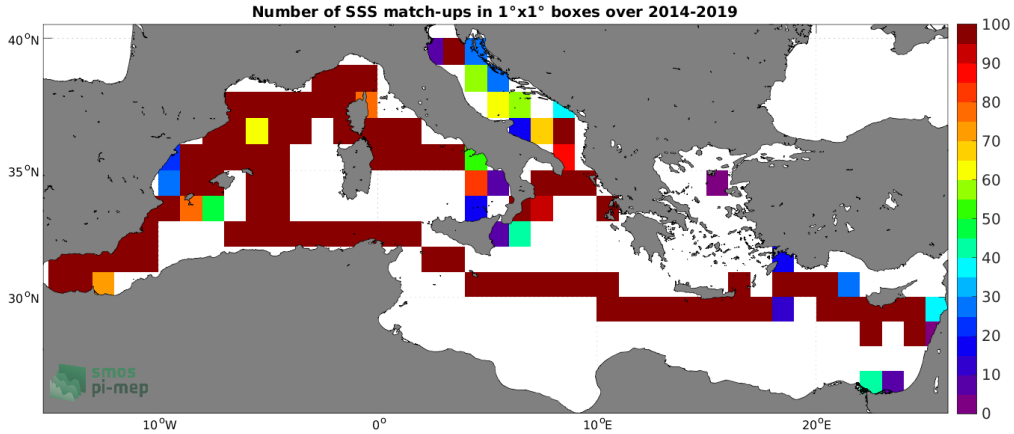 Number of SSS match-ups in 1°x1° boxes over 2014-2019
40°N
35°N
30°N
10°W
0°
10°E
20°E
100
90
80
70
60
50
40
30
20
10
0
smos
pi-mep